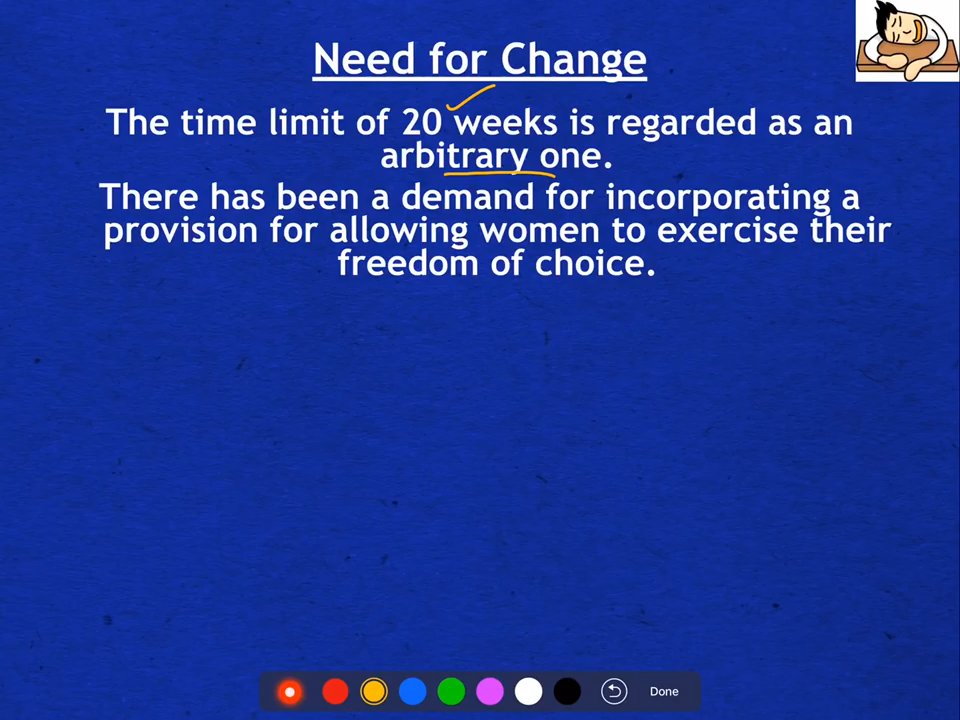 Need for Change
The time limit of 20 weeks is regarded as an
arbitrary one.
There has been a demand for incorporating a
provision for allowing women to exercise their
freedom of choice.
Done